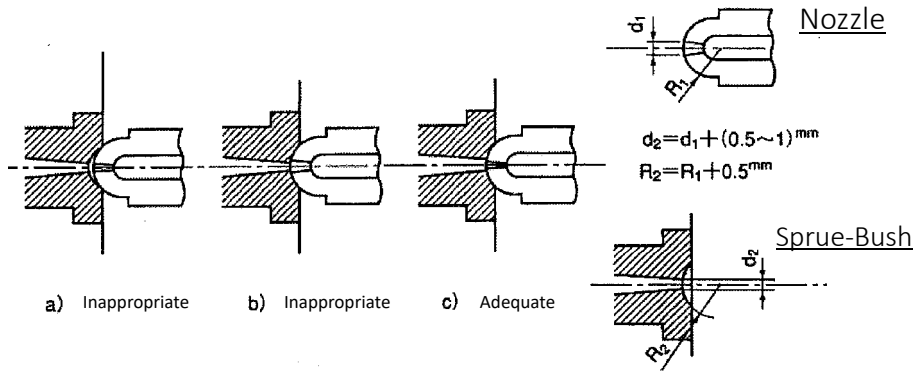 a) Inappropriate
b) Inappropriate
c) Adequate
Nozzle
d₁
R₁
d₂=d₁+(0.5~1)mm
R₂=R₁+0.5mm
Sprue-Bush
d₂
R₂